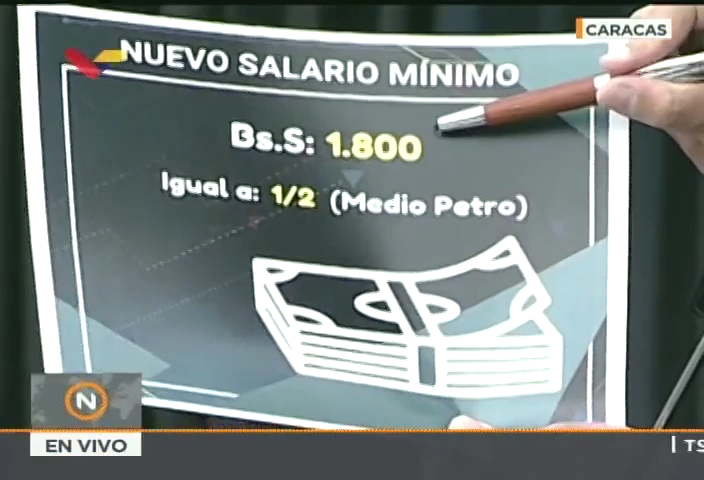 CARACAS
NUEVO SALARIO MÍNIMO
Bs.S: 1.800
Igual a: 1/2 (Medio Petro)
N
EN VIVO
TS